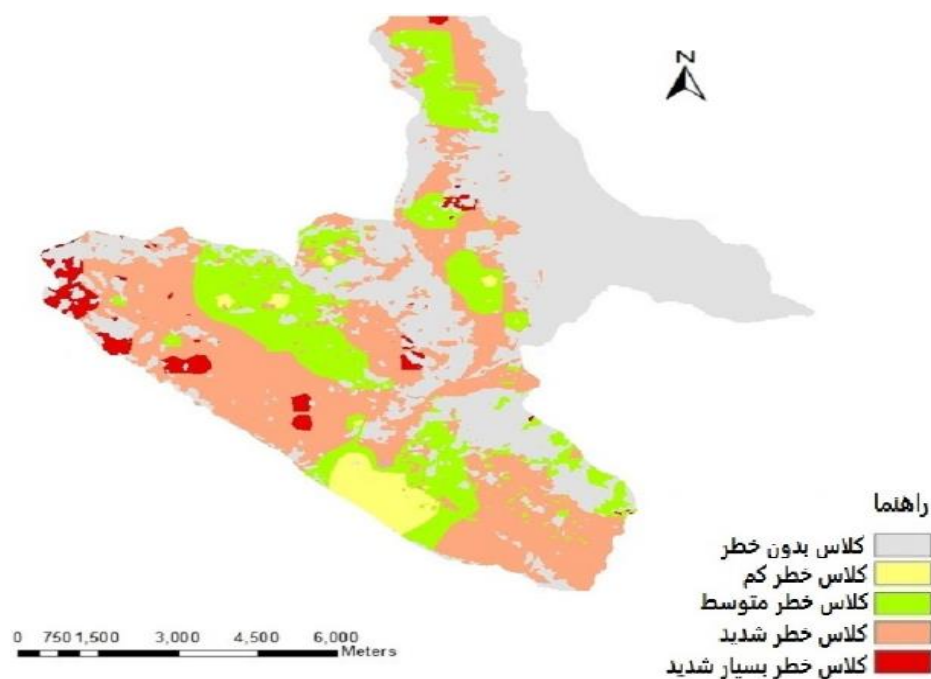 N
راهنما
کلاس بدون خطر
کلاس خطر کم
کلاس خطر متوسط
کلاس خطر شدید
کلاس خطر بسیار شدید
0 750 1,500 3,000 4,500 6,000
Meters